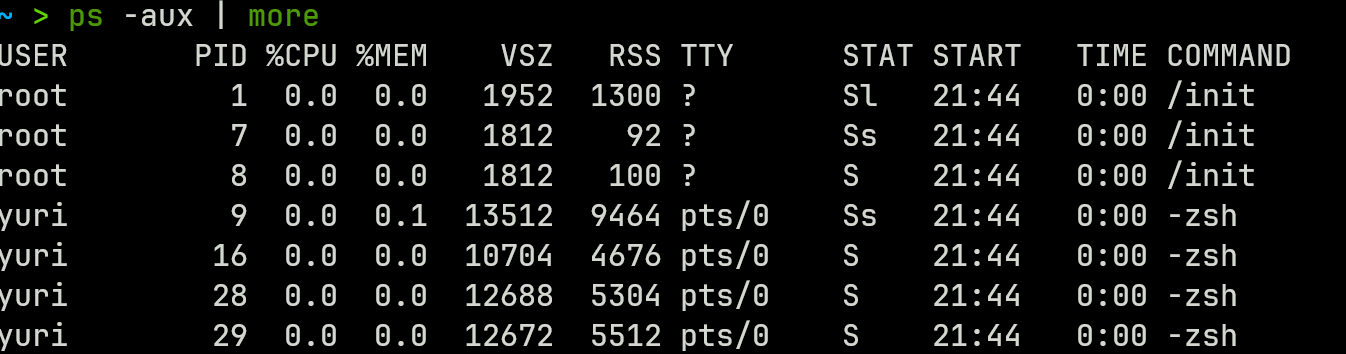 ~ > ps -aux | more
USER       PID %CPU %MEM    VSZ   RSS TTY      STAT START   TIME COMMAND
root         1  0.0  0.0   1952  1300 ?        Sl   21:44   0:00 /init
root         7  0.0  0.0   1812    92 ?        Ss   21:44   0:00 /init
root         8  0.0  0.0   1812   100 ?        S    21:44   0:00 /init
yuri         9  0.0  0.1  13512  9464 pts/0    Ss   21:44   0:00 -zsh
yuri        16  0.0  0.0  10704  4676 pts/0    S    21:44   0:00 -zsh
yuri        28  0.0  0.0  12688  5304 pts/0    S    21:44   0:00 -zsh
yuri        29  0.0  0.0  12672  5512 pts/0    S    21:44   0:00 -zsh